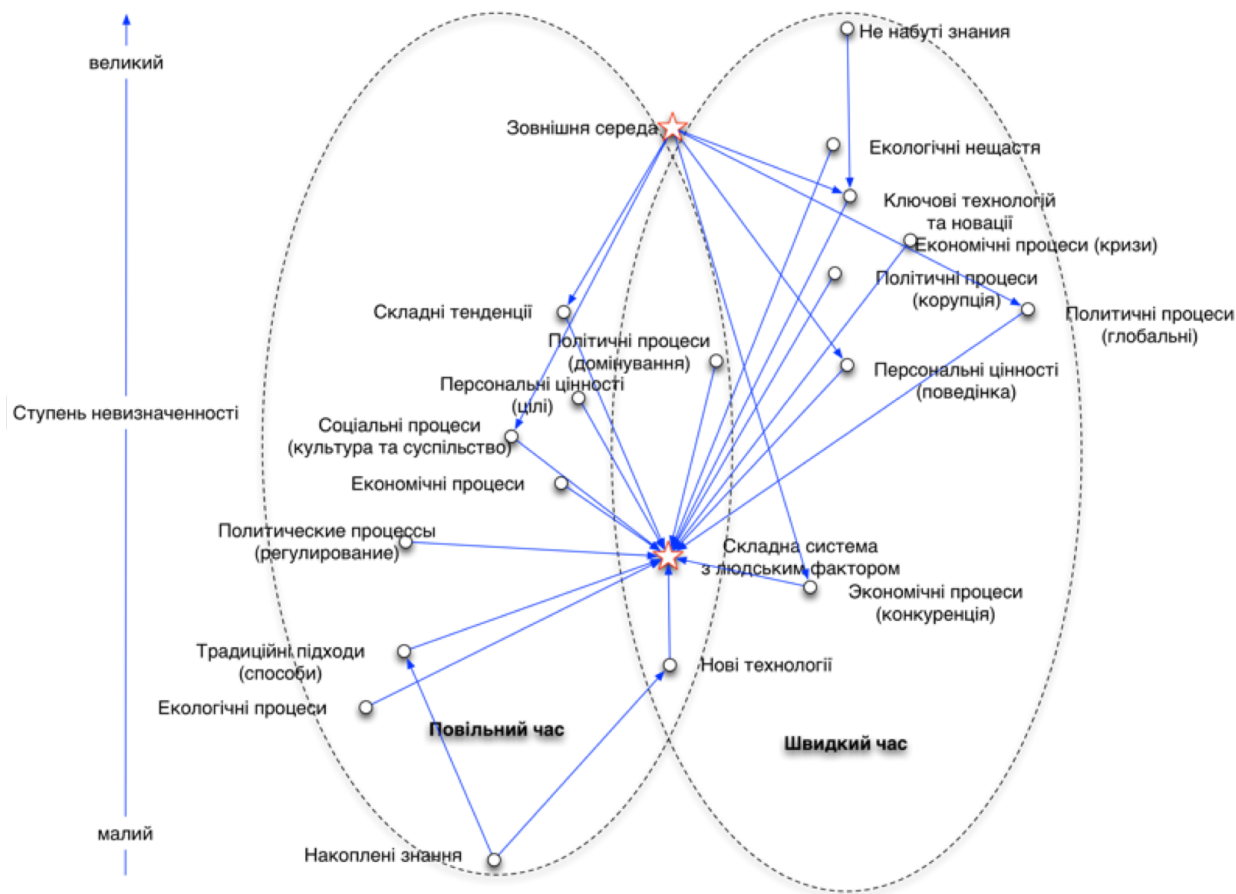 великий
Не набуті знания
Зовнішня середа
Екологічні нещастя
Ключові технологій
та новації
Економічні процеси (кризи)
Політичні процеси
(корупція)
Политичні процеси
(глобальні)
Складні тенденції
Політичні процеси
(домінування)
Персональні цінності
(поведінка)
Персональні цінності
(цілі)
Ступень невизначенності
Соціальні процеси
(культура та суспільство)
Економічні процеси
Политические процессы
(регулирование)
Складна система
з людським фактором
Экономічні процеси
(конкуренція)
Традиційні підходи
(способи)
Нові технології
Екологічні процеси
Повільний час
Швидкий час
малий
Накоплені знання